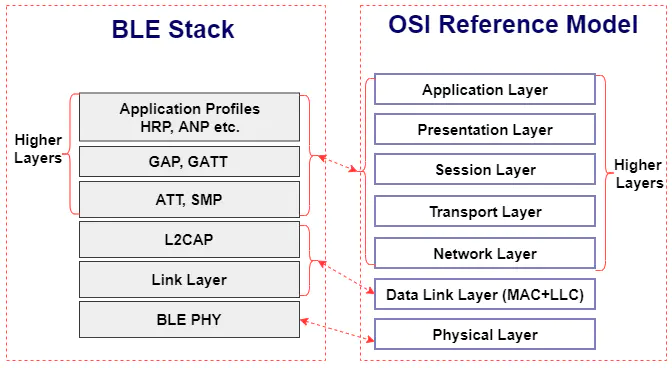 BLE Stack
Higher
Layers
Application Profiles
HRP, ANP etc.
GAP, GATT
ATT, SMP
L2CAP
Link Layer
BLE PHY
OSI Reference Model
Application Layer
Presentation Layer
Session Layer
Transport Layer
Network Layer
Higher
Layers
Data Link Layer (MAC+LLC)
Physical Layer